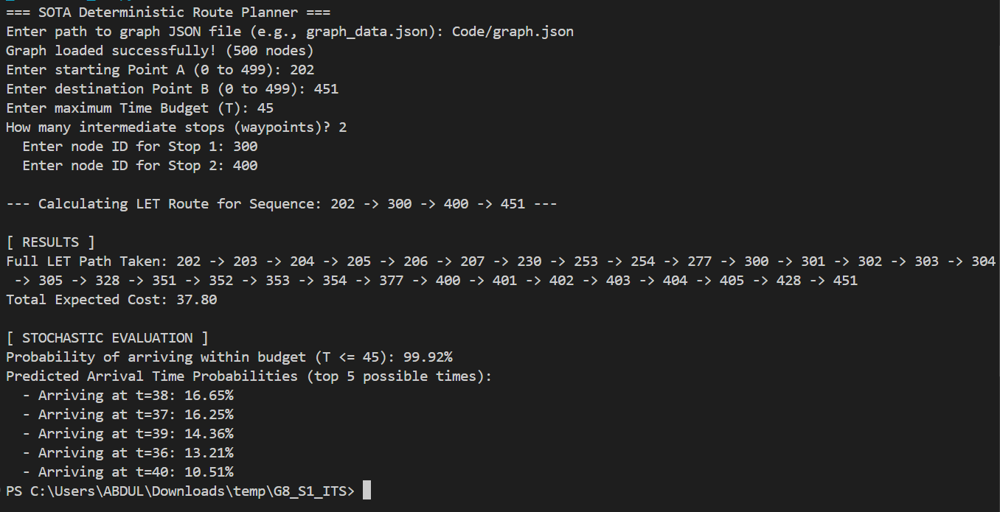 === SOTA Deterministic Route Planner ===
Enter path to graph JSON file (e.g., graph_data.json): Code/graph.json
Graph loaded successfully! (500 nodes)
Enter starting Point A (0 to 499): 202
Enter destination Point B (0 to 499): 451
Enter maximum Time Budget (T): 45
How many intermediate stops (waypoints)? 2
  Enter node ID for Stop 1: 300
  Enter node ID for Stop 2: 400
--- Calculating LET Route for Sequence: 202 -> 300 -> 400 -> 451 ---
[ RESULTS ]
Full LET Path Taken: 202 -> 203 -> 204 -> 205 -> 206 -> 207 -> 230 -> 253 -> 254 -> 277 -> 300 -> 301 -> 302 -> 303 -> 304
 -> 305 -> 328 -> 351 -> 352 -> 353 -> 354 -> 377 -> 400 -> 401 -> 402 -> 403 -> 404 -> 405 -> 428 -> 451
Total Expected Cost: 37.80
[ STOCHASTIC EVALUATION ]
Probability of arriving within budget (T <= 45): 99.92%
Predicted Arrival Time Probabilities (top 5 possible times):
  - Arriving at t=38: 16.65%
  - Arriving at t=37: 16.25%
  - Arriving at t=39: 14.36%
  - Arriving at t=36: 13.21%
  - Arriving at t=40: 10.51%
PS C:\Users\ABDUL\Downloads\temp\G8_S1_ITS>